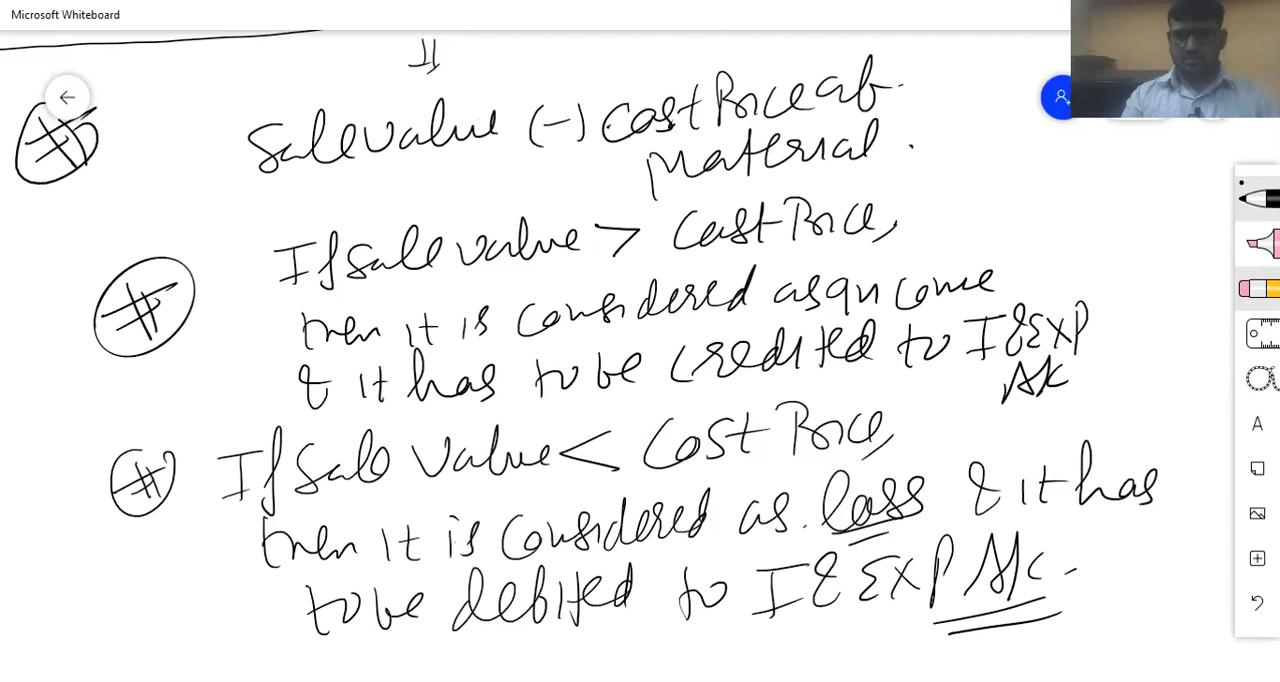 Microsoft Whiteboard
Sale value (-) Cost Price of.
Material.
If Sale value > Cost Price,
then it is considered as income
& it has to be credited to I & EXP
A/c
If Sale Value < Cost Price,
then it is considered as loss & it has
to be debited to I & EXP A/c.